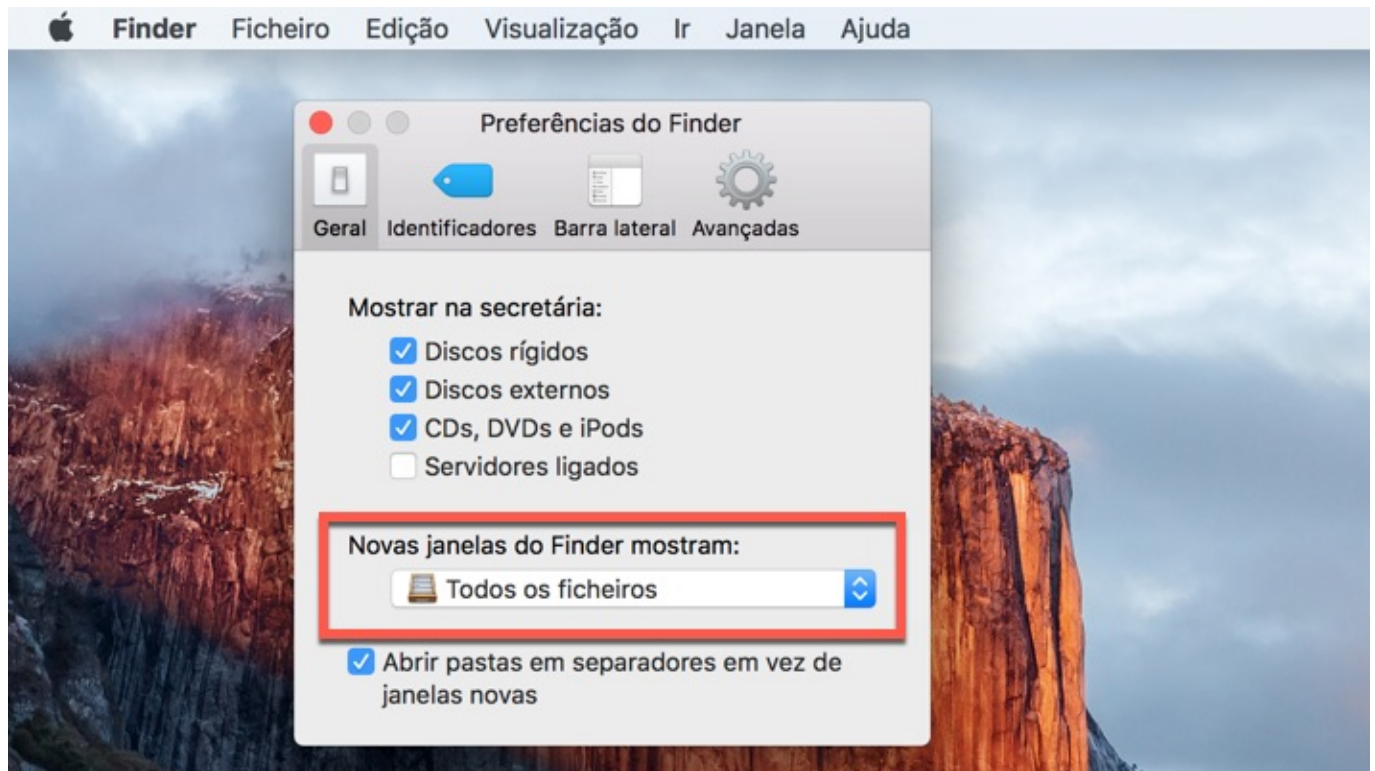 Finder Ficheiro Edição Visualização Ir Janela Ajuda
Preferências do Finder
Geral Identificadores Barra lateral Avançadas
Mostrar na secretária:
Discos rígidos
Discos externos
CDs, DVDs e iPods
Servidores ligados
Novas janelas do Finder mostram:
Todos os ficheiros
Abrir pastas em separadores em vez de
janelas novas